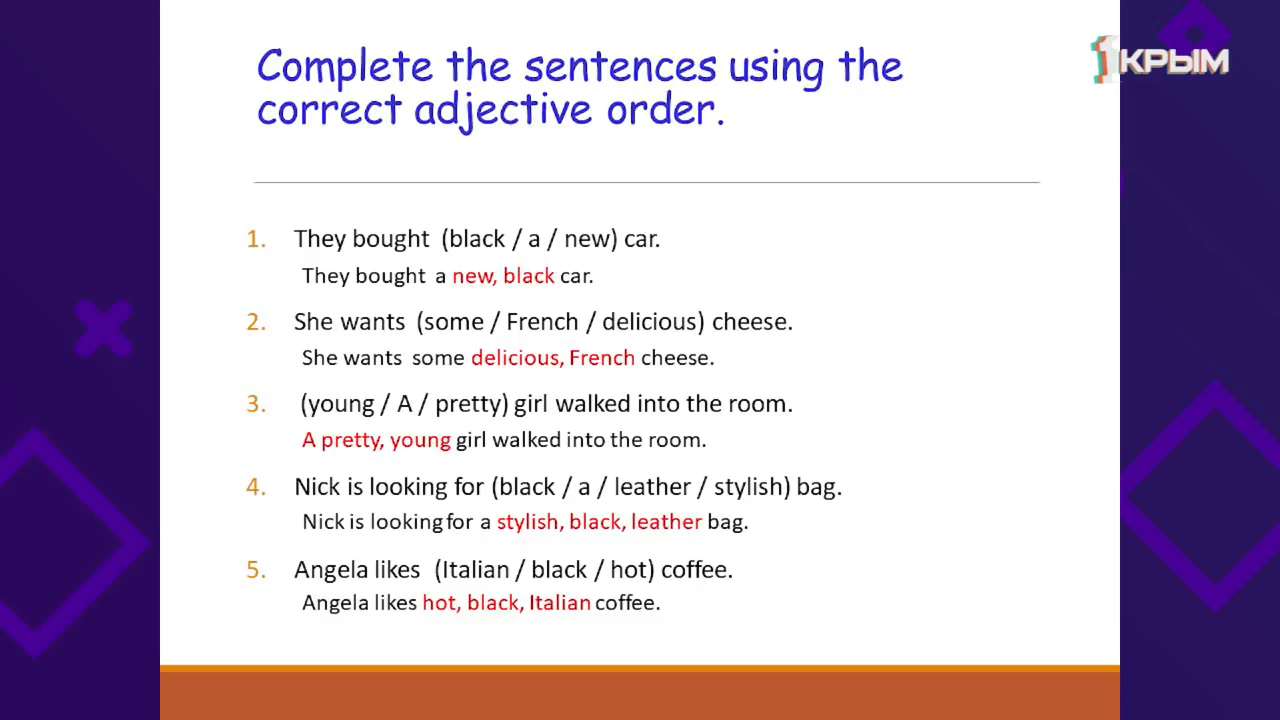 Complete the sentences using the
correct adjective order.
1КРЫМ
1. They bought (black / a / new) car.
They bought a new, black car.
2. She wants (some / French / delicious) cheese.
She wants some delicious, French cheese.
3. (young / A / pretty) girl walked into the room.
A pretty, young girl walked into the room.
4. Nick is looking for (black / a / leather / stylish) bag.
Nick is looking for a stylish, black, leather bag.
5. Angela likes (Italian / black / hot) coffee.
Angela likes hot, black, Italian coffee.